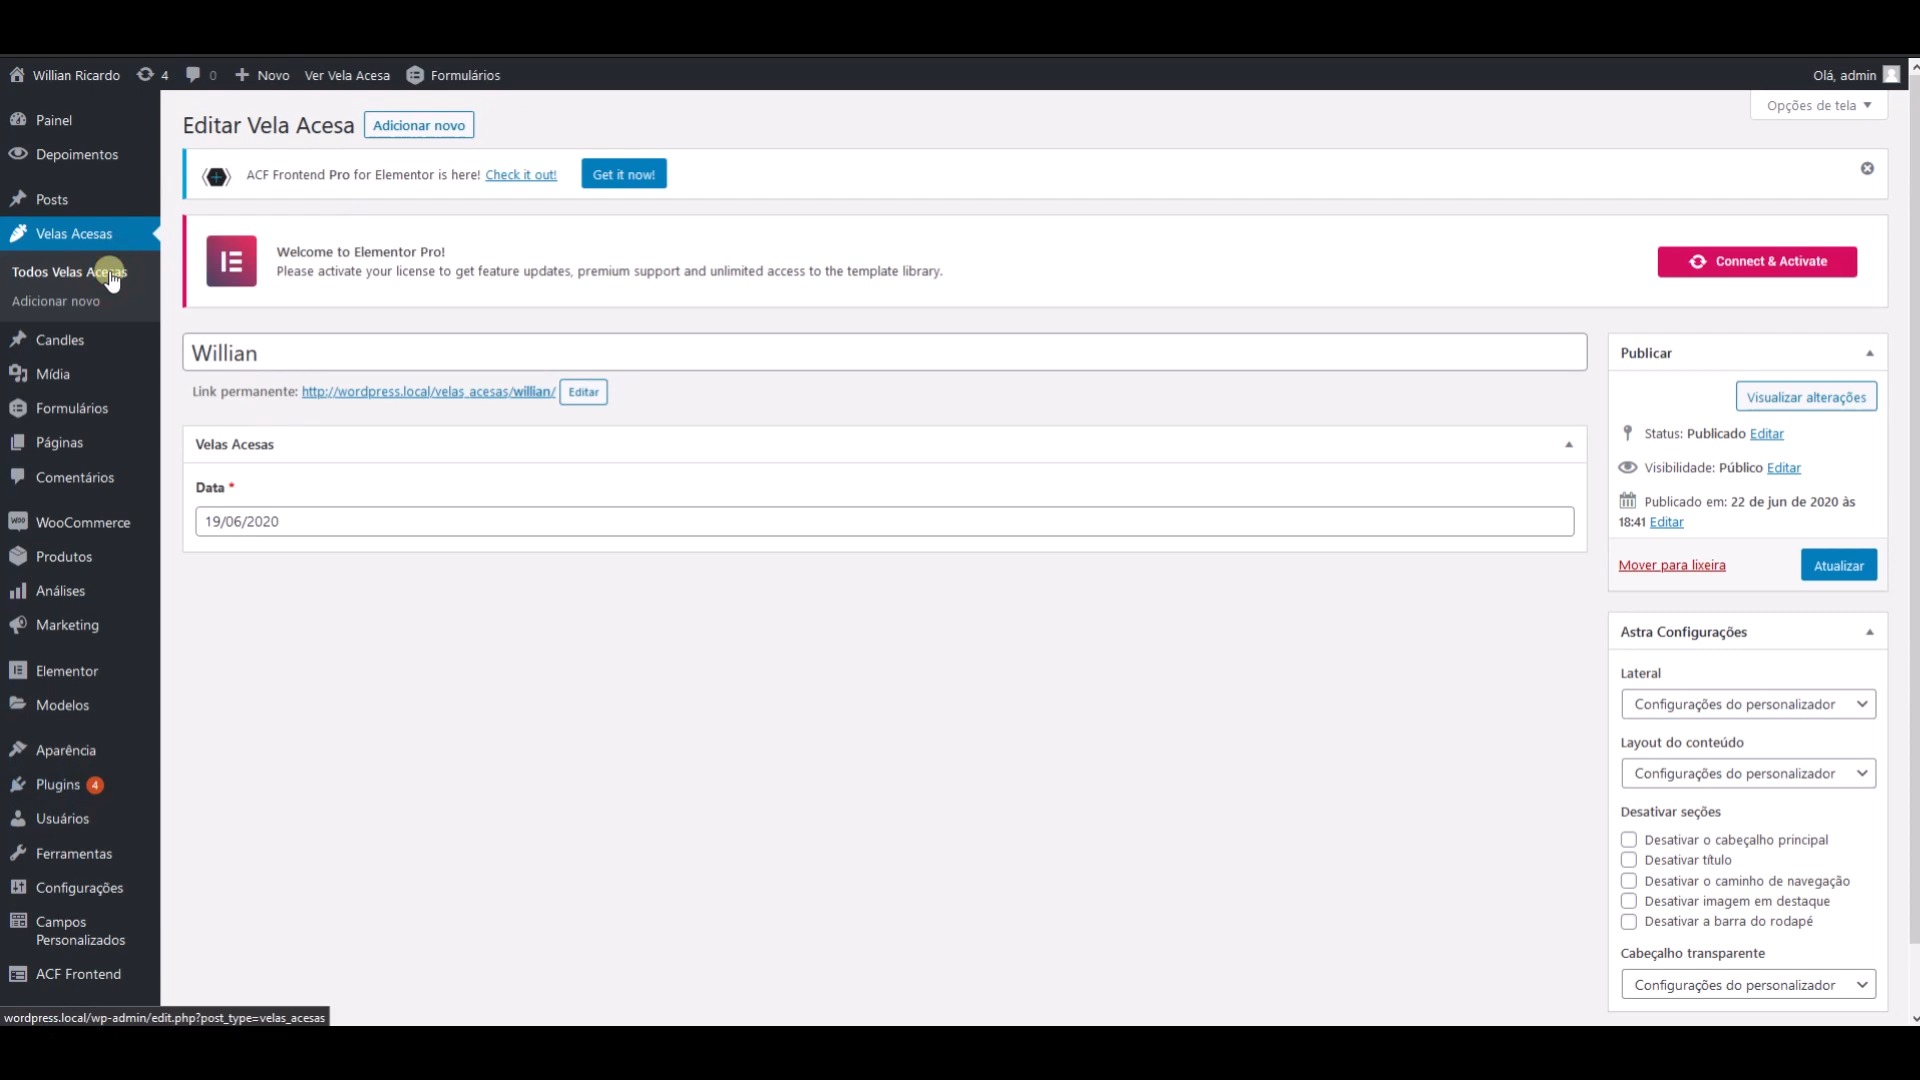 Willian Ricardo
4
0
Novo
Ver Vela Acesa
Formulários
Olá, admin
Painel
Depoimentos
Posts
Velas Acesas
Todos Velas Acesas
Adicionar novo
Candles
Mídia
Formulários
Páginas
Comentários
WooCommerce
Produtos
Análises
Marketing
Elementor
Modelos
Aparência
Plugins 4
Usuários
Ferramentas
Configurações
Campos
Personalizados
ACF Frontend
Opções de tela
Editar Vela Acesa
Adicionar novo
ACF Frontend Pro for Elementor is here! Check it out!
Get it now!
Welcome to Elementor Pro!
Please activate your license to get feature updates, premium support and unlimited access to the template library.
Connect & Activate
Willian
Link permanente: http://wordpress.local/velas_acesas/willian/ Editar
Velas Acesas
Data *
19/06/2020
Publicar
Visualizar alterações
Status: Publicado Editar
Visibilidade: Público Editar
Publicado em: 22 de jun de 2020 às
18:41 Editar
Mover para lixeira
Atualizar
Astra Configurações
Lateral
Configurações do personalizador
Layout do conteúdo
Configurações do personalizador
Desativar seções
Desativar o cabeçalho principal
Desativar título
Desativar o caminho de navegação
Desativar imagem em destaque
Desativar a barra do rodapé
Cabeçalho transparente
Configurações do personalizador
wordpress.local/wp-admin/edit.php?post_type=velas_acesas